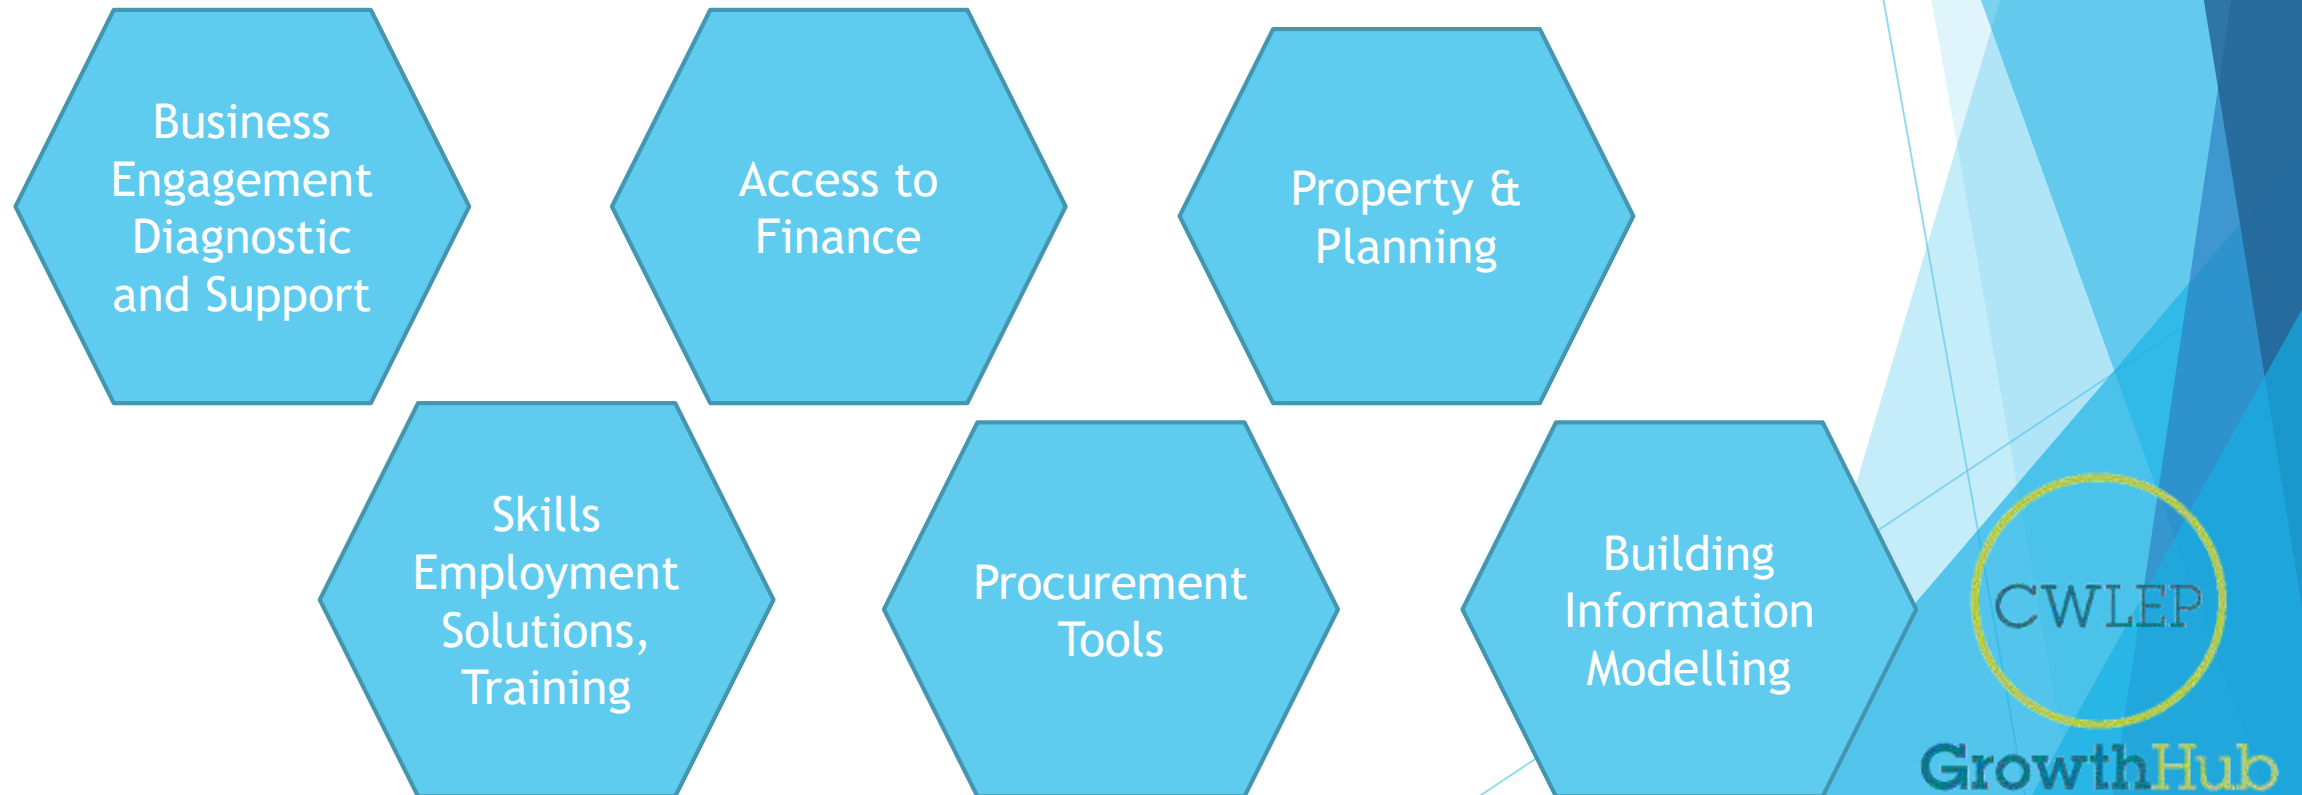 Business
Engagement
Diagnostic
and Support
Access to
Finance
Property &
Planning
Skills
Employment
Solutions,
Training
Procurement
Tools
Building
Information
Modelling
CWLEP
GrowthHub